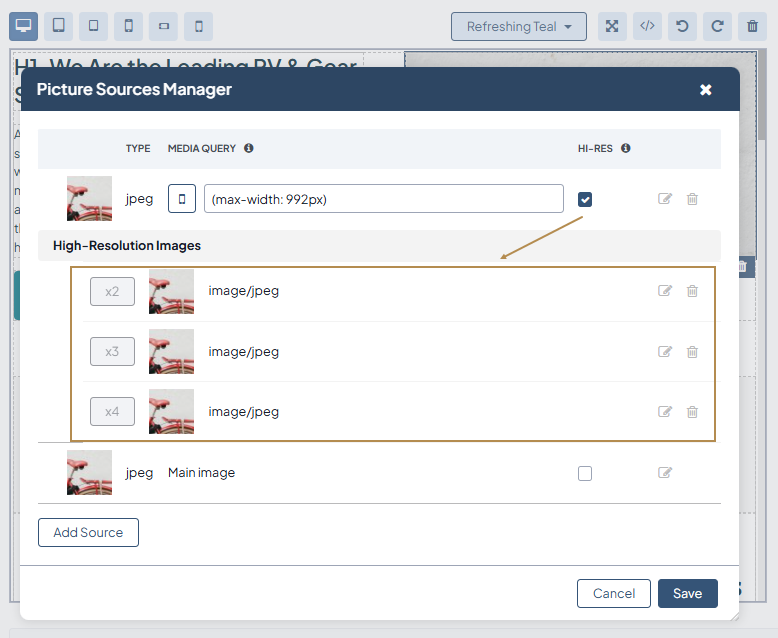 Refreshing Teal
H1. We Are the Leading RV & Gear
Picture Sources Manager
TYPE MEDIA QUERY HI-RES
jpeg (max-width: 992px)
High-Resolution Images
x2 image/jpeg
x3 image/jpeg
x4 image/jpeg
jpeg Main image
Add Source
Cancel Save